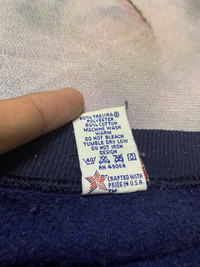 50% TREVIRA®
POLYESTER
50% COTTON
MACHINE WASH
WARM
DO NOT BLEACH
TUMBLE DRY LOW
DO NOT IRON
DESIGN
RN 49068
CRAFTED WITH
PRIDE IN U.S.A.